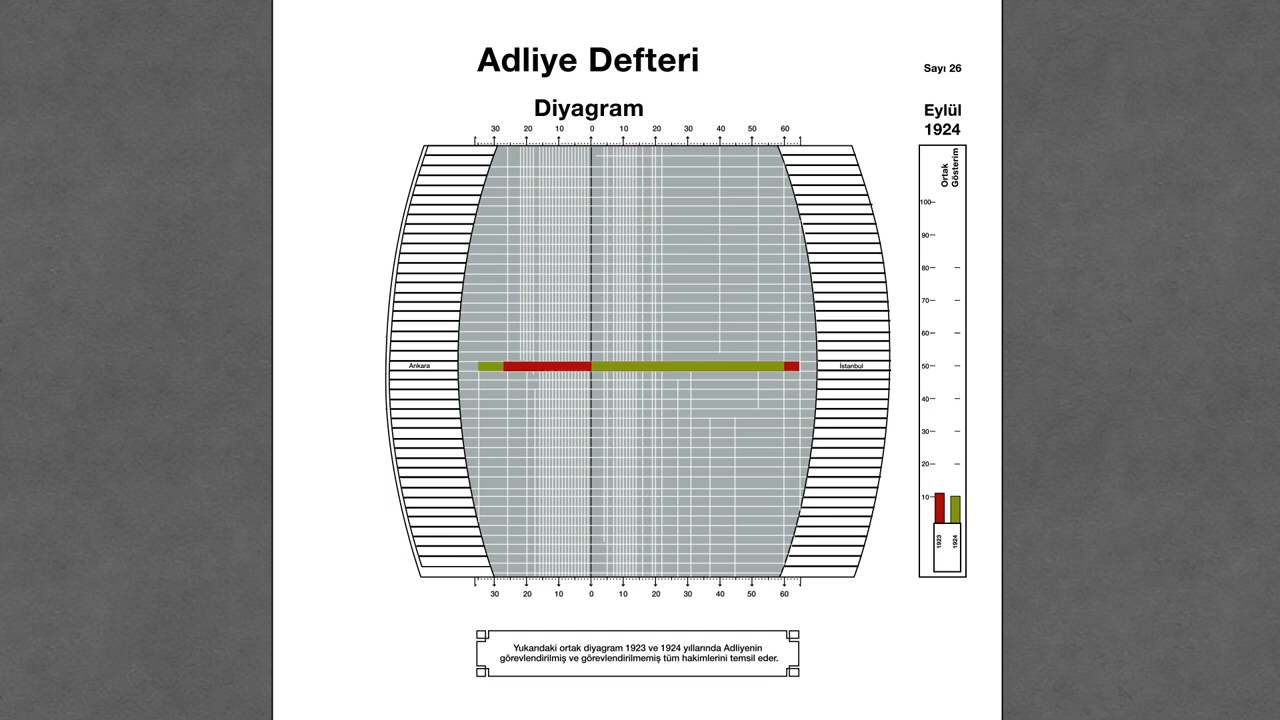 Adliye Defteri
Sayı 26
Diyagram
Eylül
1924
30 20 10 0 10 20 30 40 50 60
Ortak
Gösterim
100
90
80
70
60
50
40
30
20
10
1923
1924
Ankara
İstanbul
30 20 10 0 10 20 30 40 50 60
Yukarıdaki ortak diyagram 1923 ve 1924 yıllarında Adliyenin
görevlendirilmiş ve görevlendirilmemiş tüm hakimlerini temsil eder.